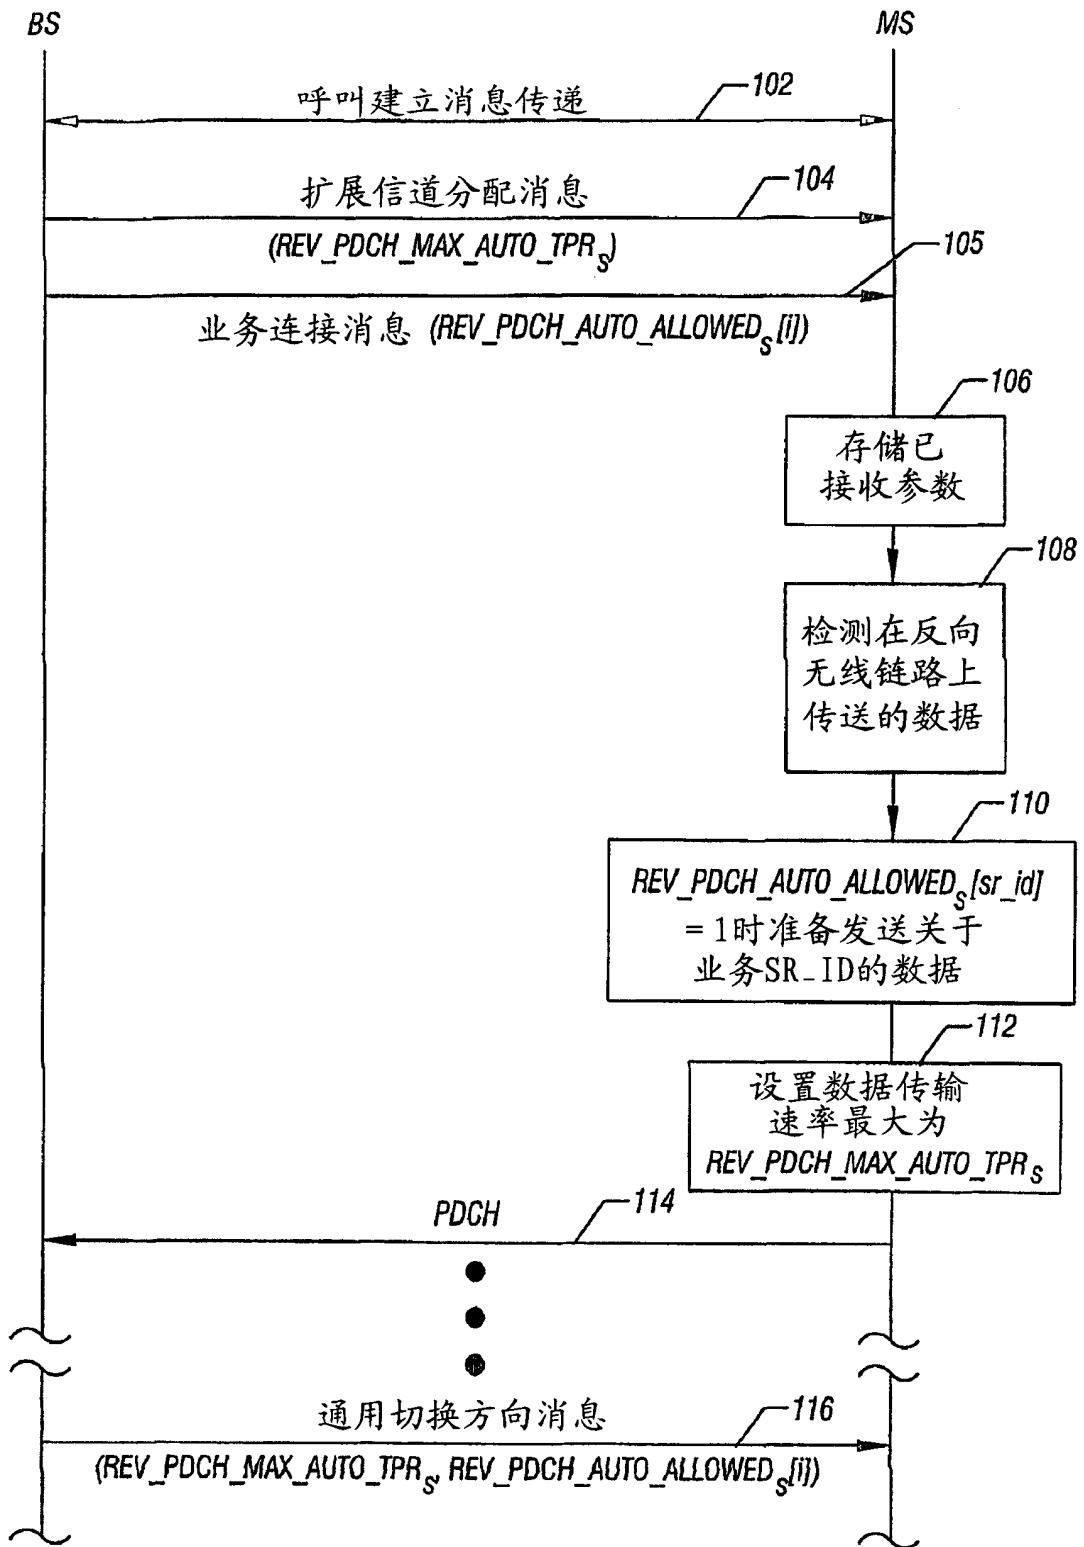 BS
MS
呼叫建立消息传递
102
扩展信道分配消息
104
(REV_PDCH_MAX_AUTO_TPRS)
105
业务连接消息 (REV_PDCH_AUTO_ALLOWEDS[i])
106
存储已
接收参数
108
检测在反向
无线链路上
传送的数据
110
REV_PDCH_AUTO_ALLOWEDS[sr_id]
= 1时准备发送关于
业务SR_ID的数据
112
设置数据传输
速率最大为
REV_PDCH_MAX_AUTO_TPRS
PDCH
114
通用切换方向消息
116
(REV_PDCH_MAX_AUTO_TPRS, REV_PDCH_AUTO_ALLOWEDS[i])